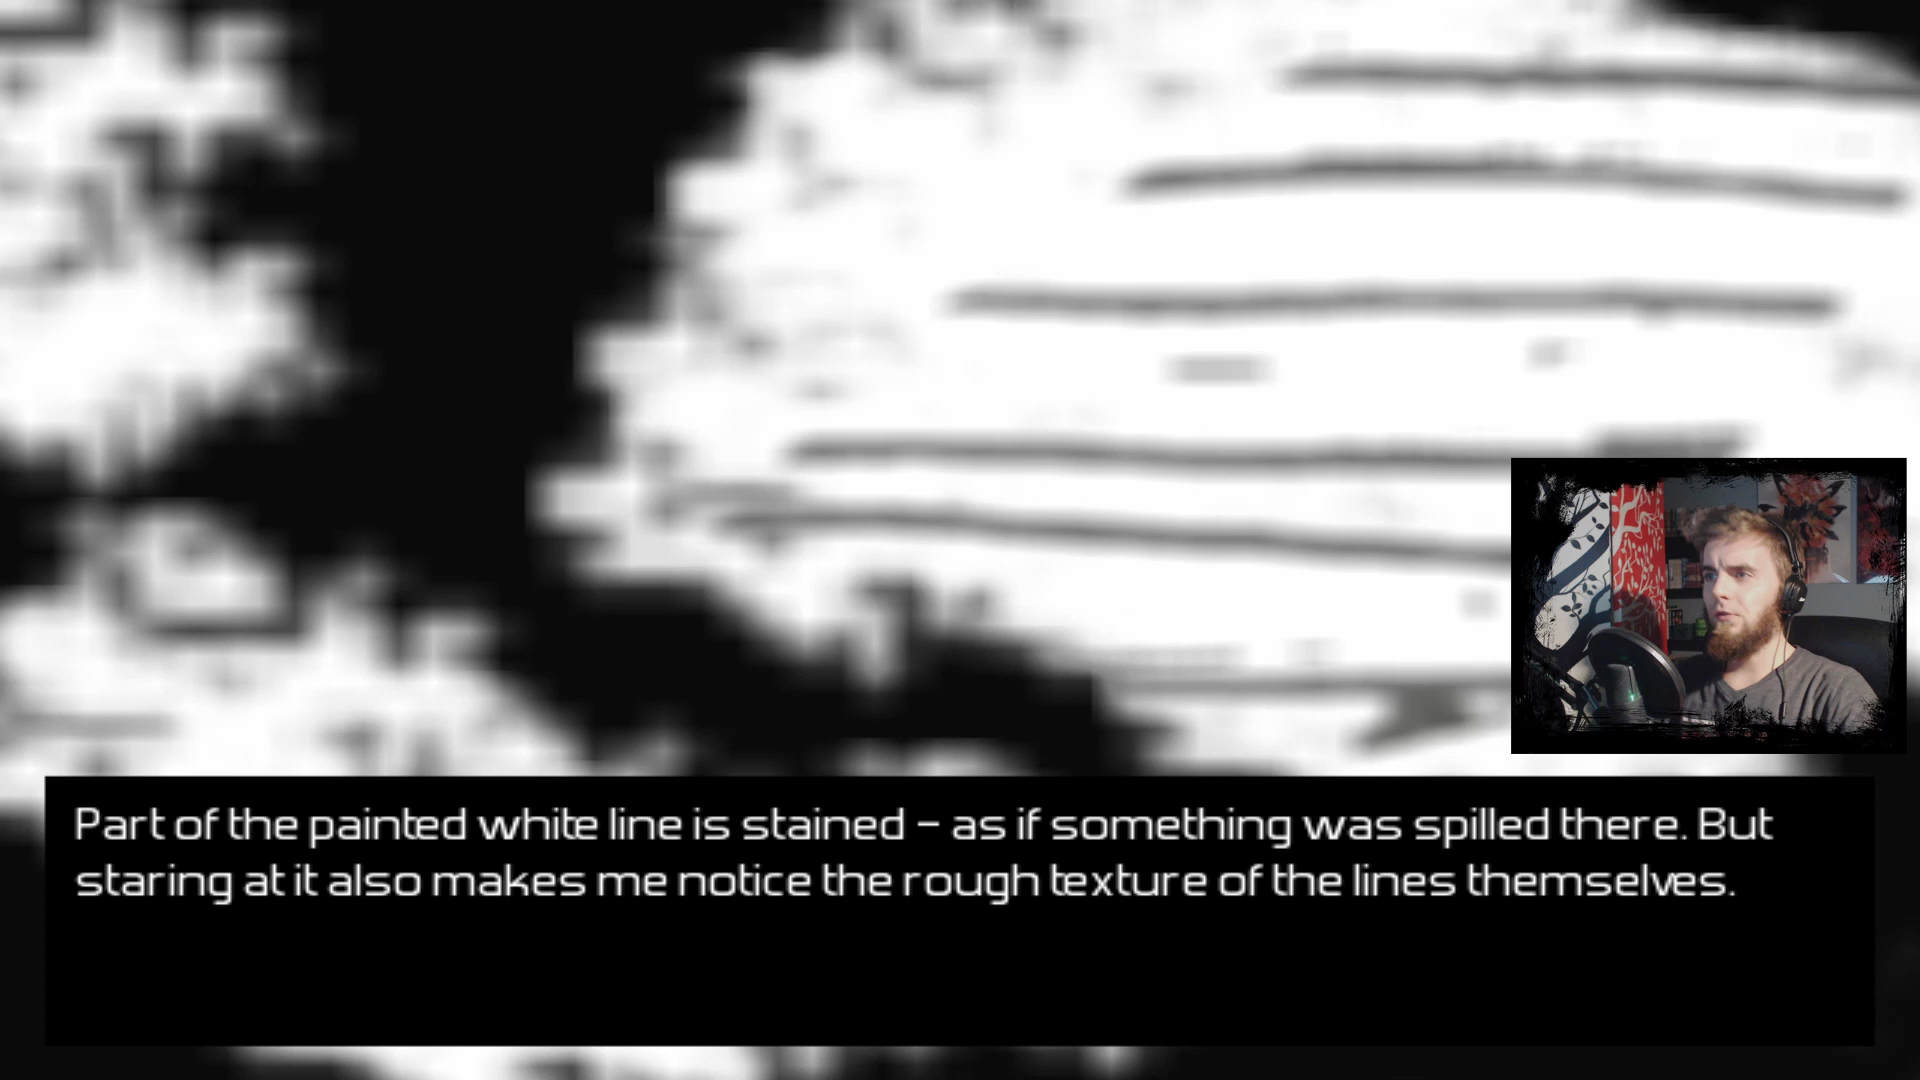 Part of the painted white line is stained – as if something was spilled there. But
staring at it also makes me notice the rough texture of the lines themselves.